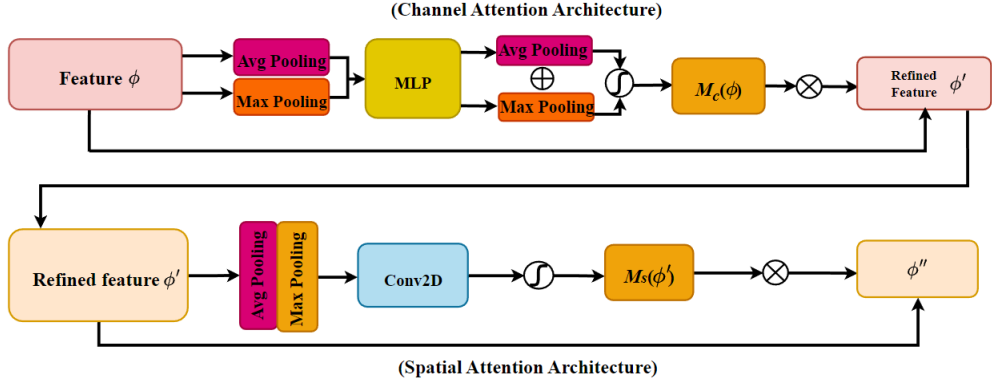 (Channel Attention Architecture)
Feature ϕ
Avg Pooling
Max Pooling
MLP
Avg Pooling
Max Pooling
M_c(ϕ)
Refined
Feature ϕ′
Refined feature ϕ′
Avg Pooling
Max Pooling
Conv2D
Ms(ϕ′)
ϕ′′
(Spatial Attention Architecture)